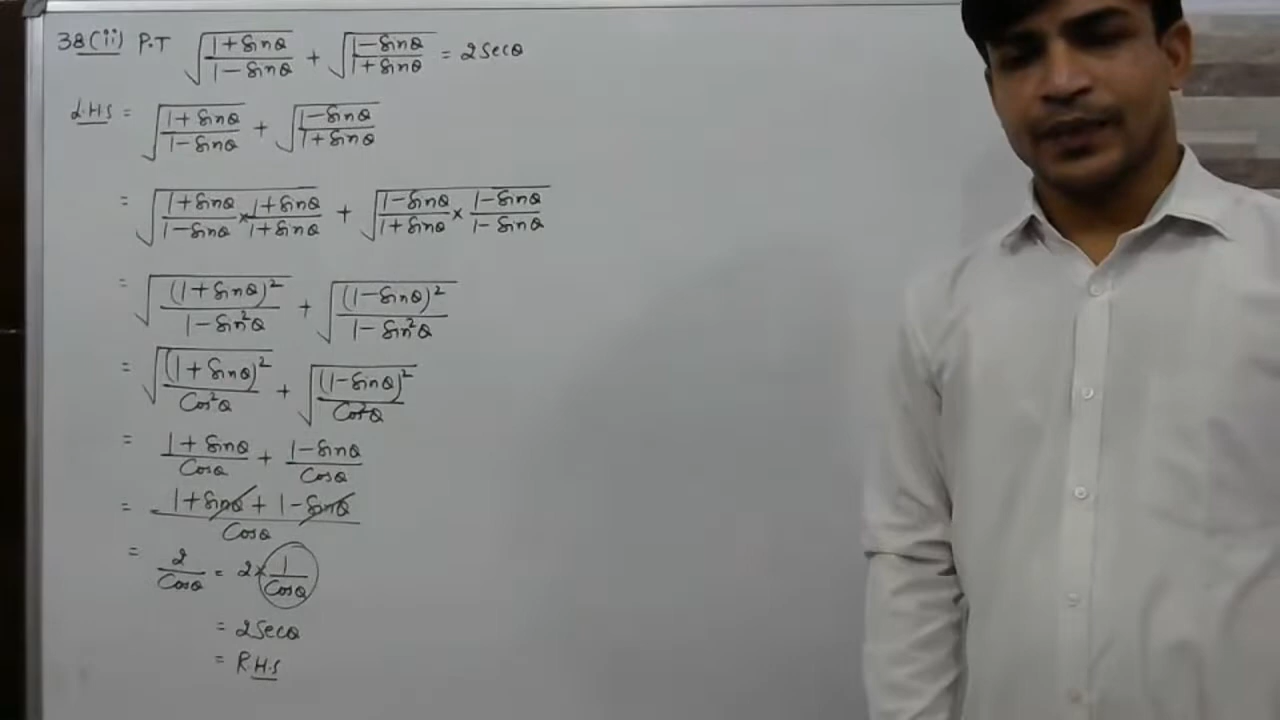 38(ii) P.T √((1+Sinθ)/(1−Sinθ)) + √((1−Sinθ)/(1+Sinθ)) = 2Secθ
L.H.S = √((1+Sinθ)/(1−Sinθ)) + √((1−Sinθ)/(1+Sinθ))
= √((1+Sinθ)/(1−Sinθ) × (1+Sinθ)/(1+Sinθ)) + √((1−Sinθ)/(1+Sinθ) × (1−Sinθ)/(1−Sinθ))
= √((1+Sinθ)²/(1−Sin²θ)) + √((1−Sinθ)²/(1−Sin²θ))
= √((1+Sinθ)²/Cos²θ) + √((1−Sinθ)²/Cos²θ)
= (1+Sinθ)/Cosθ + (1−Sinθ)/Cosθ
= (1+Sinθ+1−Sinθ)/Cosθ
= 2/Cosθ = 2×1/Cosθ
= 2Secθ
= R.H.S